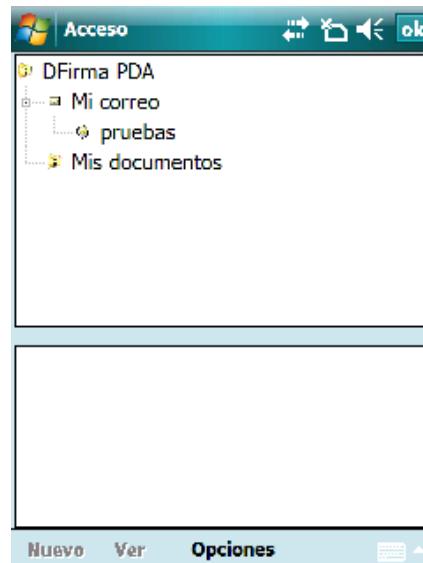 Acceso ok
DFirma PDA
Mi correo
pruebas
Mis documentos
Nuevo Ver Opciones